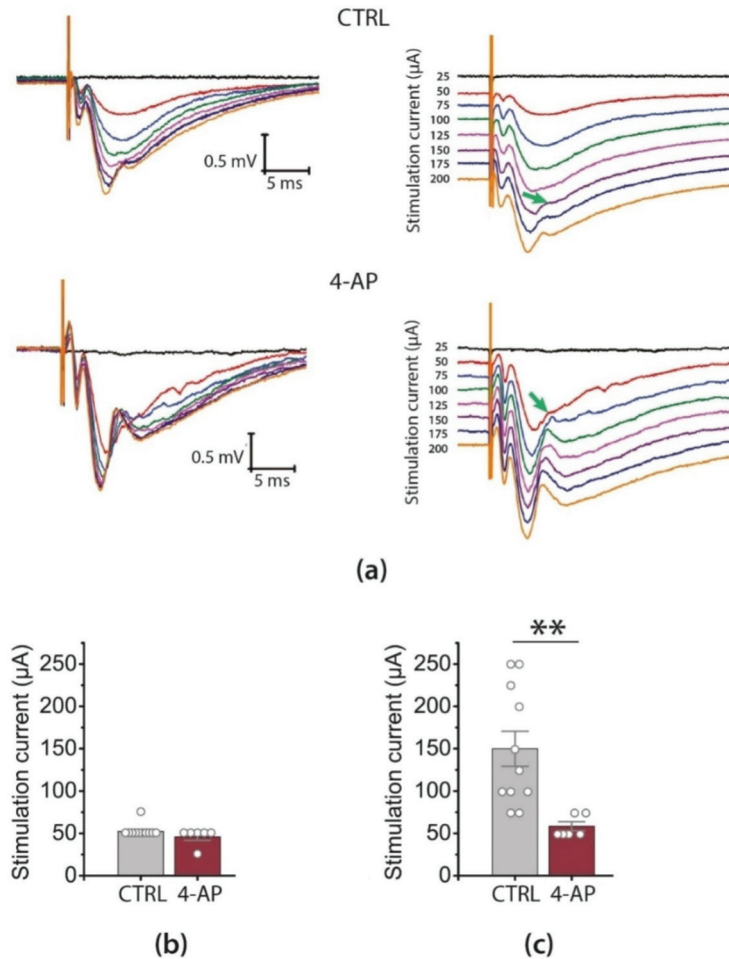 CTRL
0.5 mV
5 ms
Stimulation current (µA)
25
50
75
100
125
150
175
200
4-AP
0.5 mV
5 ms
Stimulation current (µA)
25
50
75
100
125
150
175
200
(a)
Stimulation current (µA)
250
200
150
100
50
0
CTRL 4-AP
(b)
**
Stimulation current (µA)
250
200
150
100
50
0
CTRL 4-AP
(c)